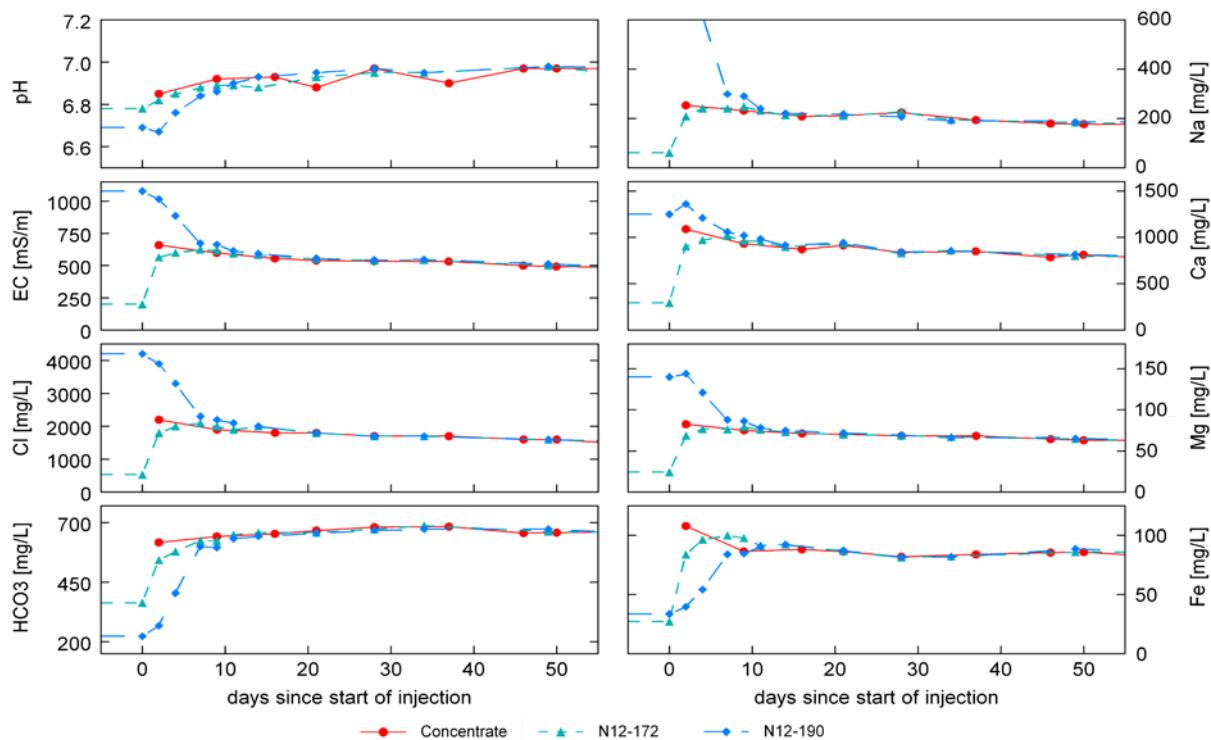 7.2
7.0
6.8
6.6
pH
600
400
200
0
Na [mg/L]
1000
750
500
250
0
EC [mS/m]
1500
1000
500
0
Ca [mg/L]
4000
3000
2000
1000
0
Cl [mg/L]
150
100
50
0
Mg [mg/L]
700
450
200
HCO3 [mg/L]
100
50
0
Fe [mg/L]
0 10 20 30 40 50
0 10 20 30 40 50
days since start of injection
days since start of injection
Concentrate N12-172 N12-190